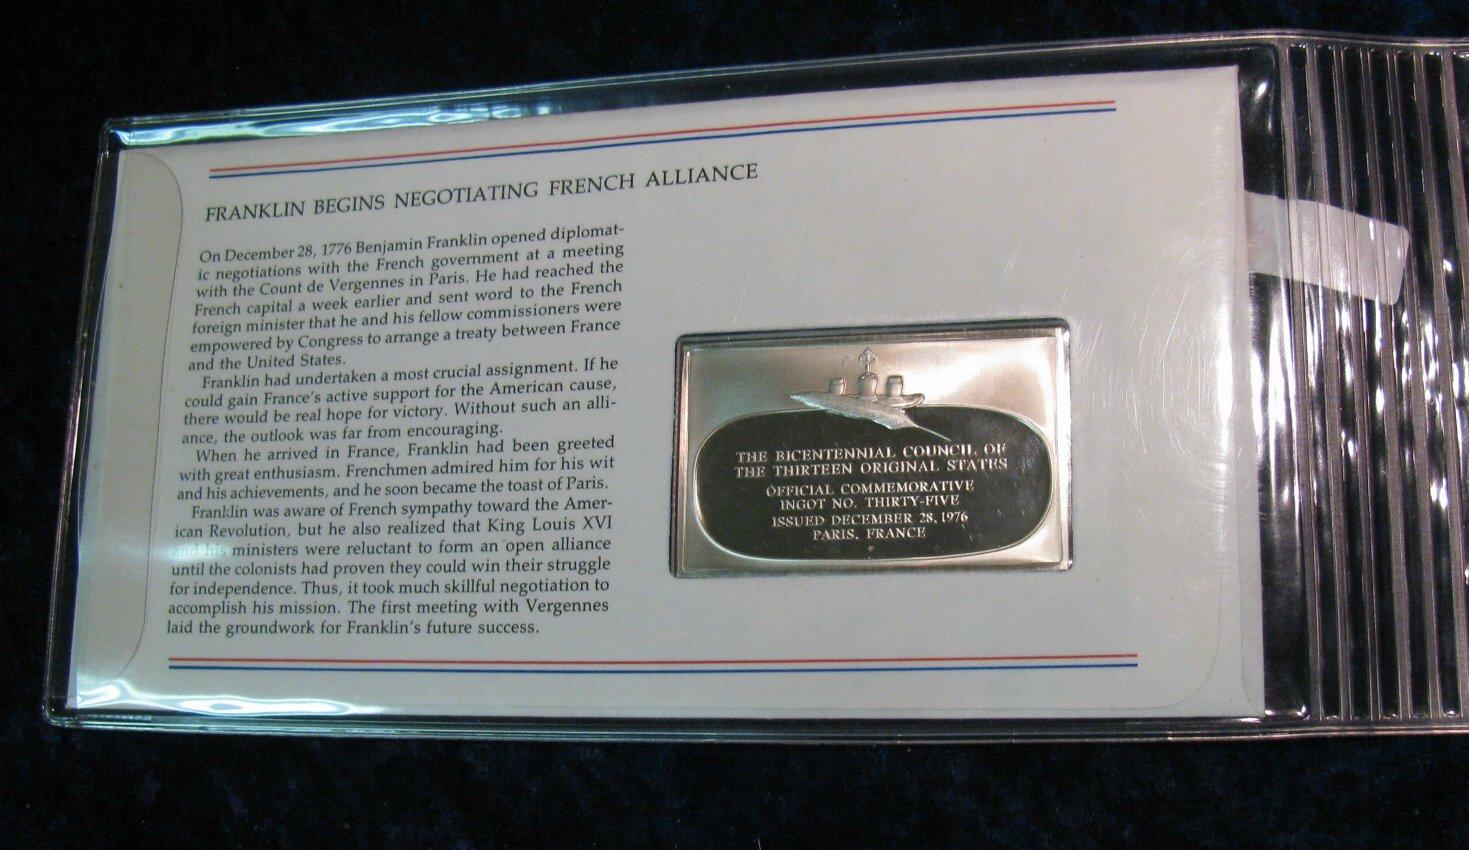 FRANKLIN BEGINS NEGOTIATING FRENCH ALLIANCE
On December 28, 1776 Benjamin Franklin opened diplomat-
ic negotiations with the French government at a meeting
with the Count de Vergennes in Paris. He had reached the
French capital a week earlier and sent word to the French
foreign minister that he and his fellow commissioners were
empowered by Congress to arrange a treaty between France
and the United States.
Franklin had undertaken a most crucial assignment. If he
could gain France's active support for the American cause,
there would be real hope for victory. Without such an alli-
ance, the outlook was far from encouraging.
When he arrived in France, Franklin had been greeted
with great enthusiasm. Frenchmen admired him for his wit
and his achievements, and he soon became the toast of Paris.
Franklin was aware of French sympathy toward the Amer-
ican Revolution, but he also realized that King Louis XVI
and his ministers were reluctant to form an open alliance
until the colonists had proven they could win their struggle
for independence. Thus, it took much skillful negotiation to
accomplish his mission. The first meeting with Vergennes
laid the groundwork for Franklin's future success.
THE BICENTENNIAL COUNCIL OF
THE THIRTEEN ORIGINAL STATES
OFFICIAL COMMEMORATIVE
INGOT NO. THIRTY-FIVE
ISSUED DECEMBER 28, 1976
PARIS, FRANCE